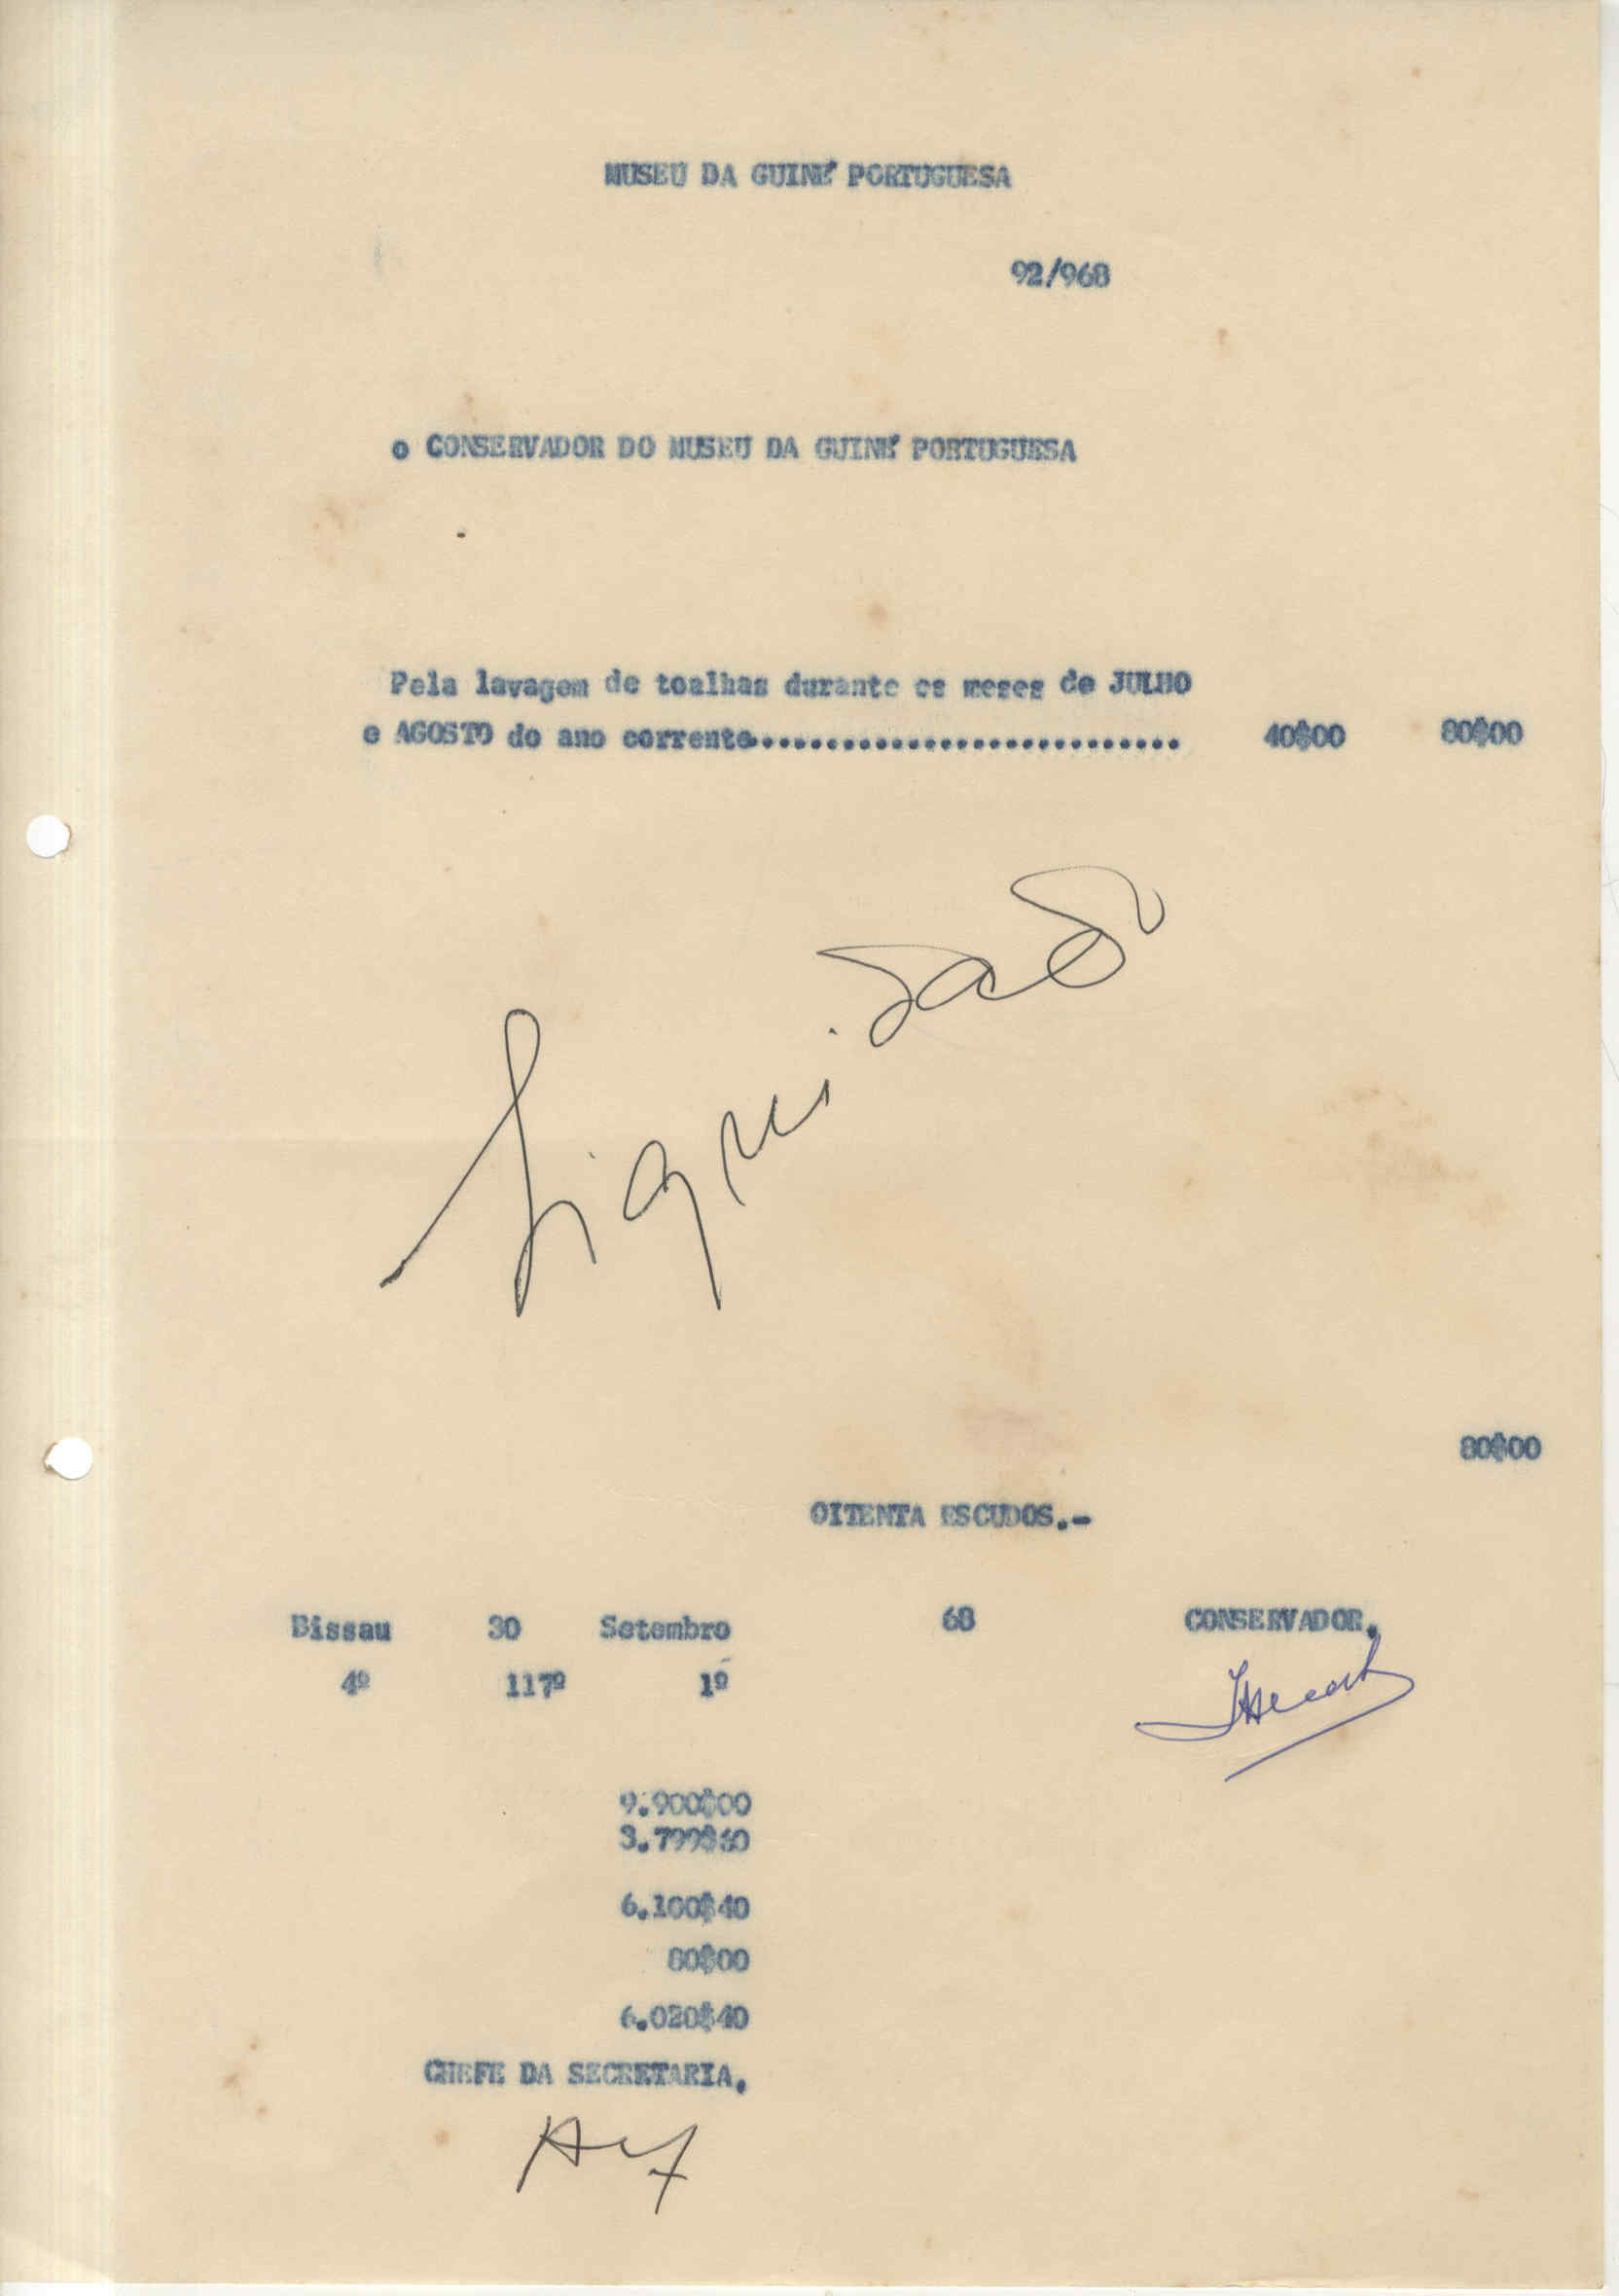 MUSEU DA GUINÉ PORTUGUESA
92/968
o CONSERVADOR DO MUSEU DA GUINÉ PORTUGUESA
Pela lavagem de toalhas durante os meses de JULHO
e AGOSTO do ano corrente........................... 40$00 80$00
Liquidado
80$00
OITENTA ESCUDOS.-
Bissau 30 Setembro 68 CONSERVADOR,
4º 117º 1º
9.900$00
3.799$60
6.100$40
80$00
6.020$40
CHEFE DA SECRETARIA,